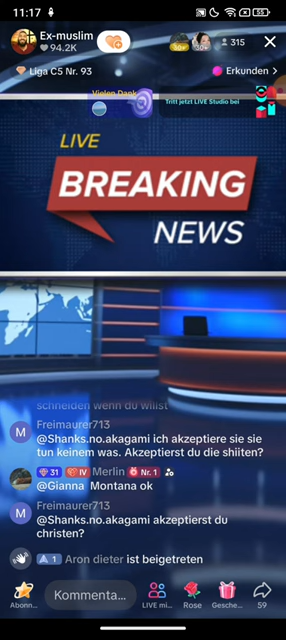 11:17
55
Ex-muslim
94.2K
30+
30+
315
Liga C5 Nr. 93
Erkunden >
Vielen Dank
Tritt jetzt LIVE Studio bei
LIVE
BREAKING
NEWS
schneiden wenn du willst
M
Freimaurer713
@Shanks.no.akagami ich akzeptiere sie sie
tun keinem was. Akzeptierst du die shiiten?
31 IV Merlin Nr. 1
@Gianna Montana ok
M
Freimaurer713
@Shanks.no.akagami akzeptierst du
christen?
1 Aron dieter ist beigetreten
Kommenta...
Abonn...
LIVE mi...
Rose
Gesche...
59